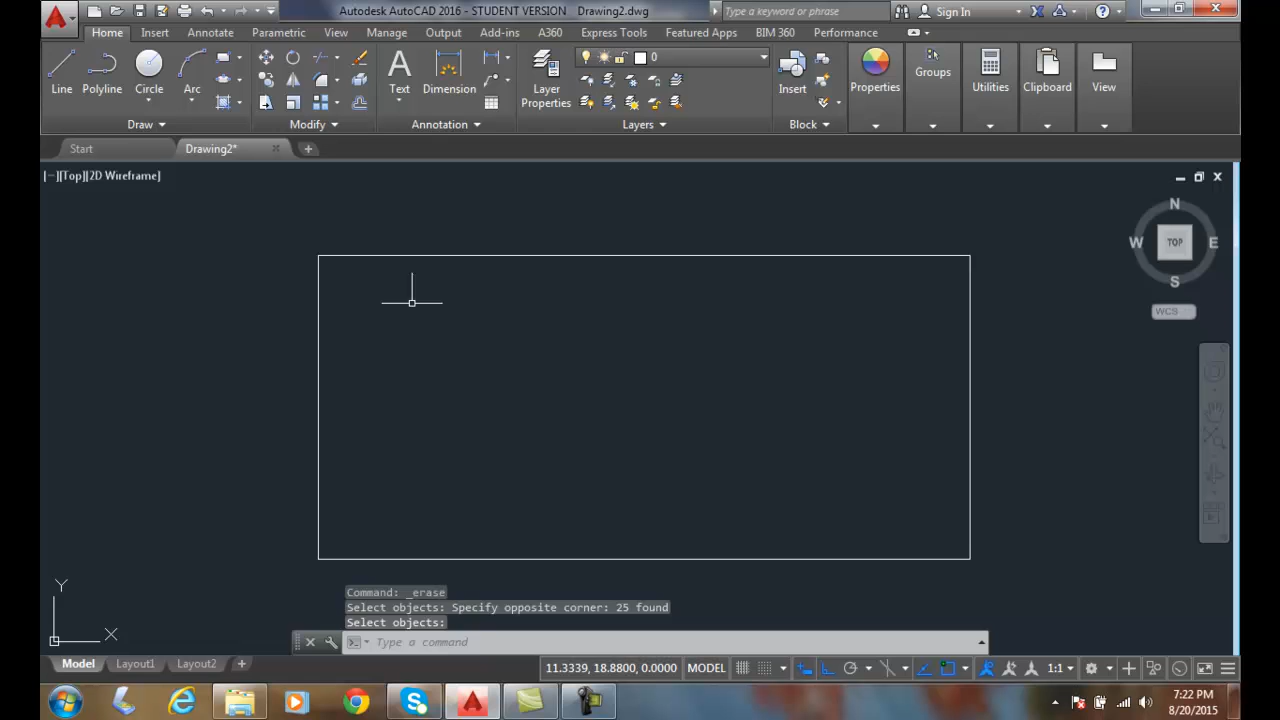 Autodesk AutoCAD 2016 - STUDENT VERSION Drawing2.dwg
Type a keyword or phrase
Sign In
Home Insert Annotate Parametric View Manage Output Add-ins A360 Express Tools Featured Apps BIM 360 Performance
Line Polyline Circle Arc Text Dimension Layer Properties 0 Insert Properties Groups Utilities Clipboard View
Draw Modify Annotation Layers Block
Start Drawing2*
[−][Top][2D Wireframe]
N
W TOP E
S
WCS
Y
X
Command: _erase
Select objects: Specify opposite corner: 25 found
Select objects:
Type a command
Model Layout1 Layout2 11.3339, 18.8800, 0.0000 MODEL 1:1
7:22 PM
8/20/2015